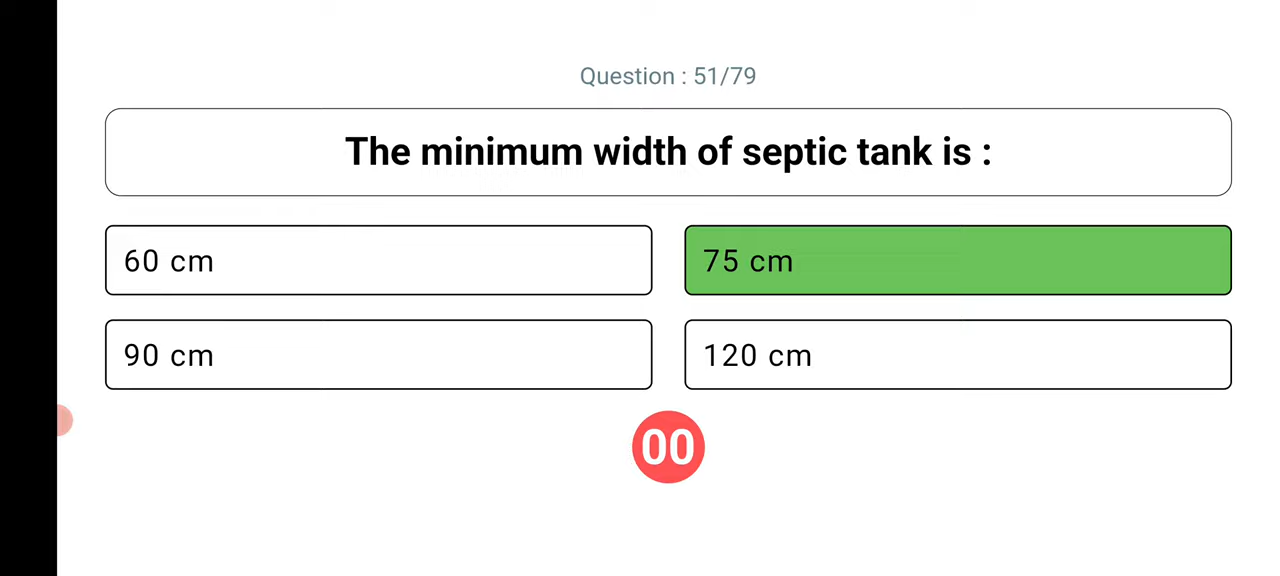 Question : 51/79
The minimum width of septic tank is :
60 cm
75 cm
90 cm
120 cm
00